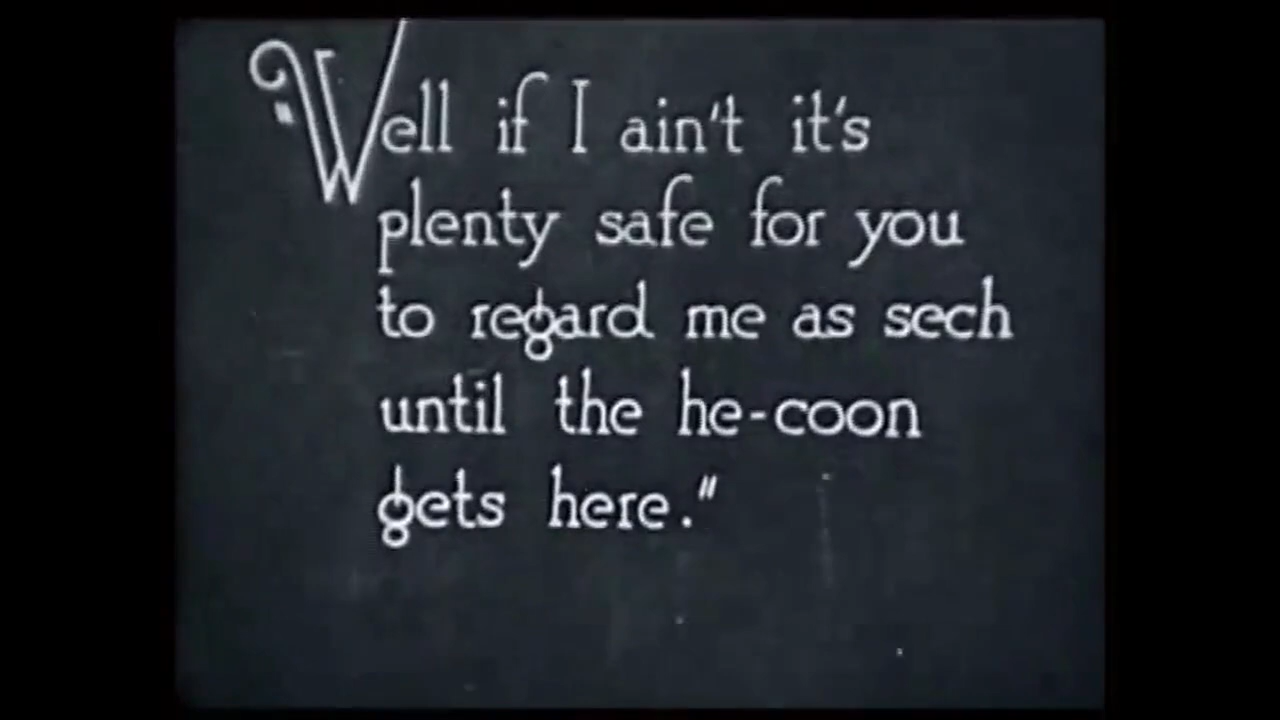 "Well if I ain't it's
plenty safe for you
to regard me as sech
until the he-coon
gets here."